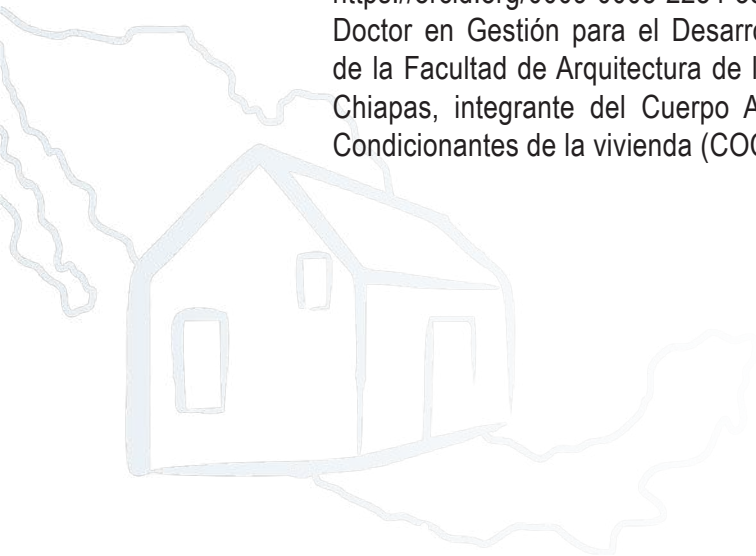 Doctor en Gestión para el Desarr
de la Facultad de Arquitectura de
Chiapas, integrante del Cuerpo A
Condicionantes de la vivienda (COC